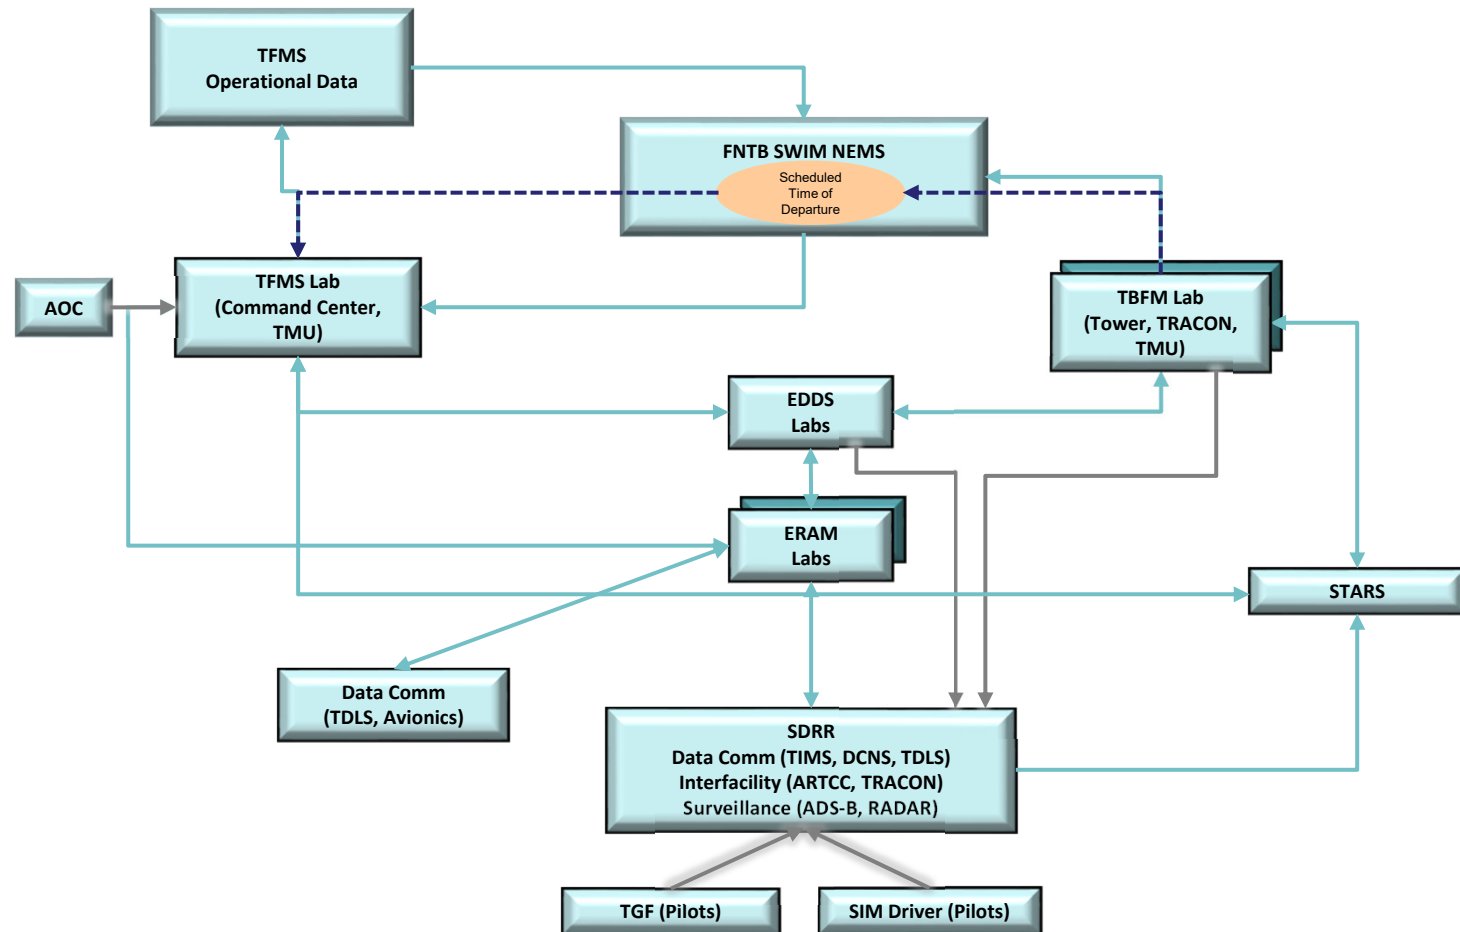 TFMS
Operational Data
FNTB SWIM NEMS
Scheduled
Time of
Departure
TFMS Lab
(Command Center,
TMU)
AOC
TBFM Lab
(Tower, TRACON,
TMU)
EDDS
Labs
ERAM
Labs
STARS
Data Comm
(TDLS, Avionics)
SDRR
Data Comm (TIMS, DCNS, TDLS)
Interfacility (ARTCC, TRACON)
Surveillance (ADS-B, RADAR)
TGF (Pilots)
SIM Driver (Pilots)